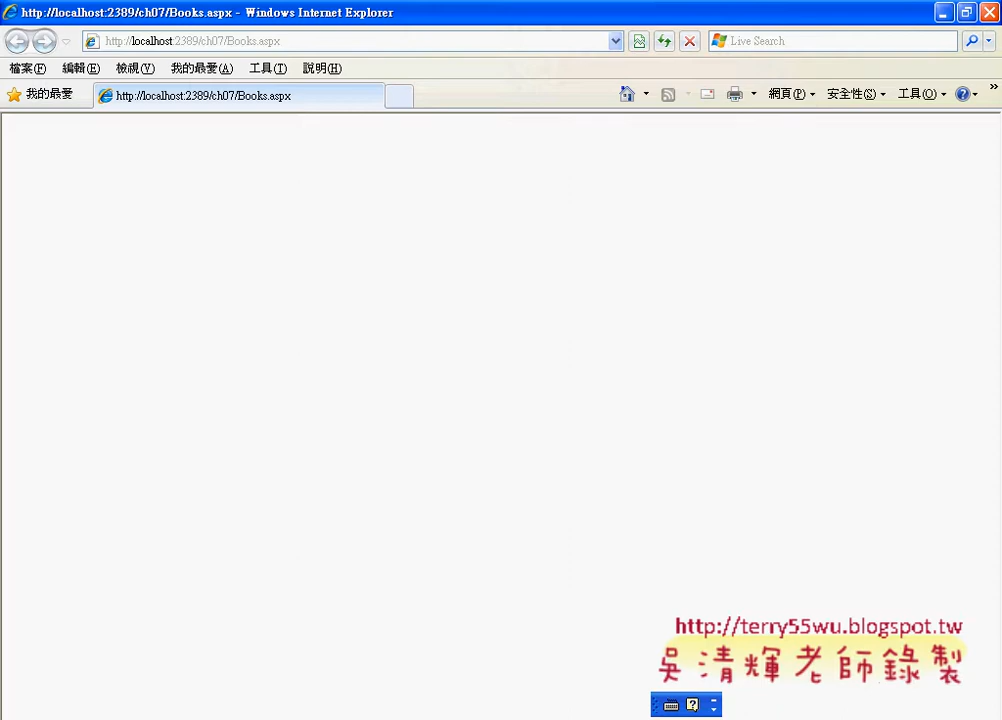 http://localhost:2389/ch07/Books.aspx - Windows Internet Explorer
http://localhost:2389/ch07/Books.aspx
Live Search
檔案(F) 編輯(E) 檢視(V) 我的最愛(A) 工具(T) 說明(H)
我的最愛
http://localhost:2389/ch07/Books.aspx
網頁(P) 安全性(S) 工具(O) »
http://terry55wu.blogspot.tw
吳清輝老師錄製